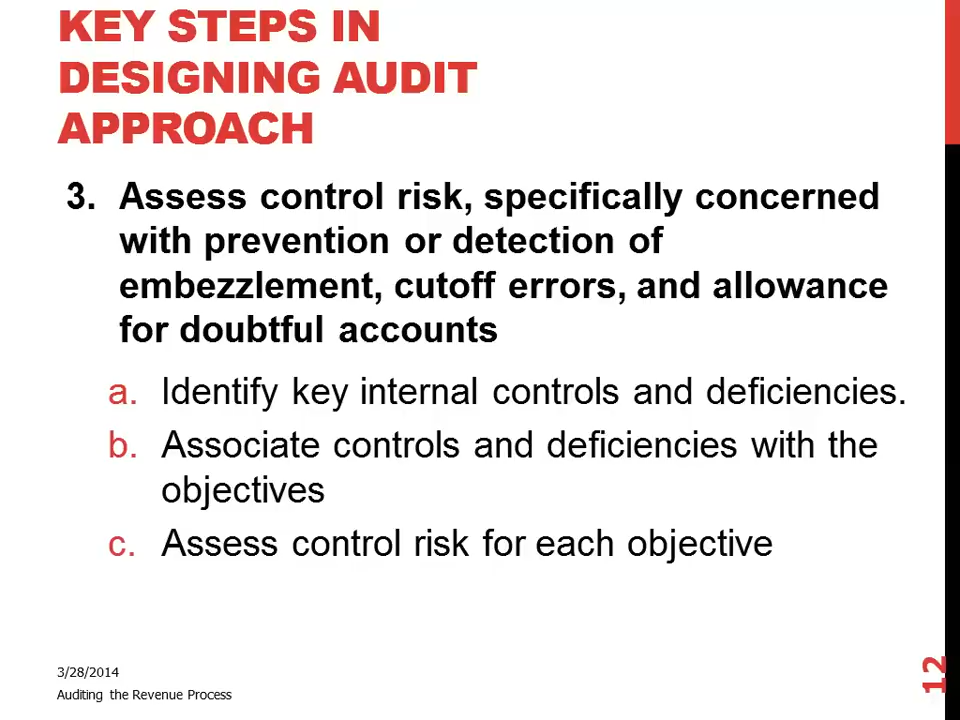 KEY STEPS IN
DESIGNING AUDIT
APPROACH
3. Assess control risk, specifically concerned
with prevention or detection of
embezzlement, cutoff errors, and allowance
for doubtful accounts
a. Identify key internal controls and deficiencies.
b. Associate controls and deficiencies with the
objectives
c. Assess control risk for each objective
3/28/2014
Auditing the Revenue Process
12